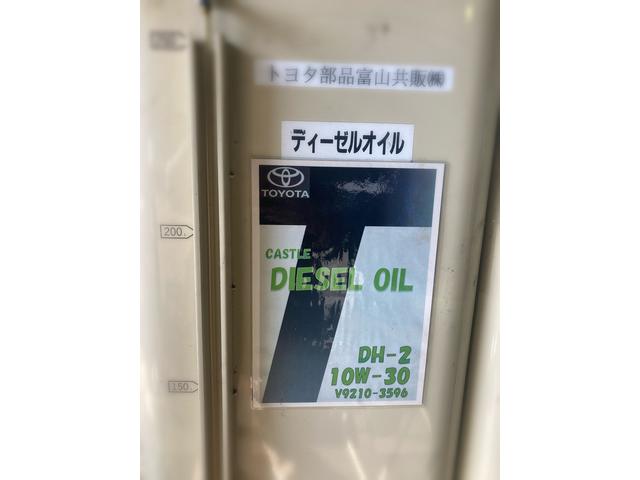 トヨタ部品富山共販㈱
ディーゼルオイル
TOYOTA
CASTLE
DIESEL OIL
DH-2
10W-30
V9210-3596
200
150